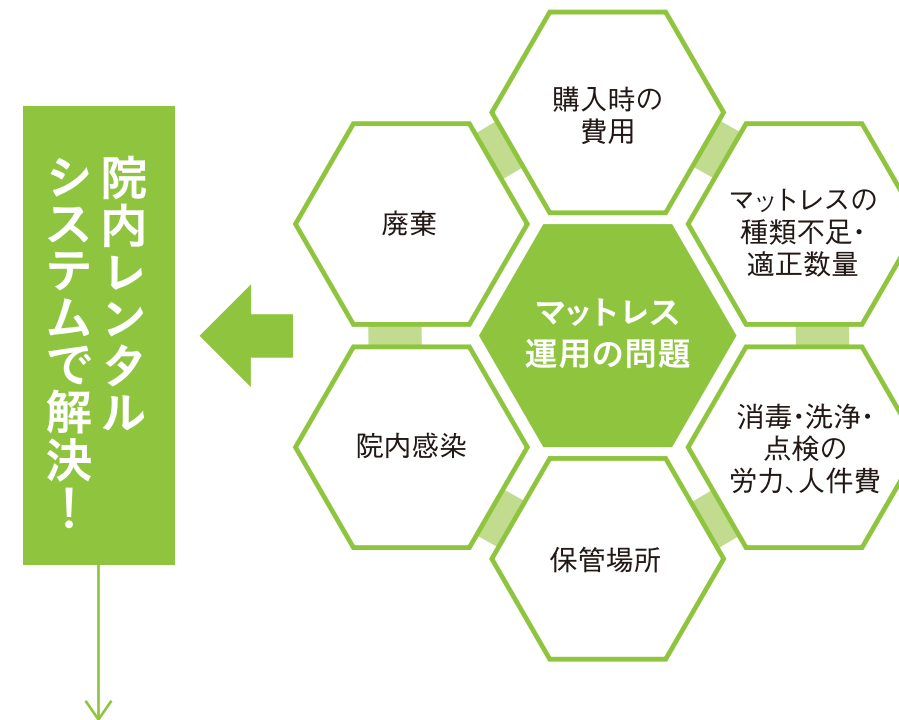 購入時の
費用
マットレスの
種類不足・
適正数量
消毒・洗浄・
点検の
労力、人件費
保管場所
院内感染
廃棄
マットレス
運用の問題
院内レンタル
システムで解決！